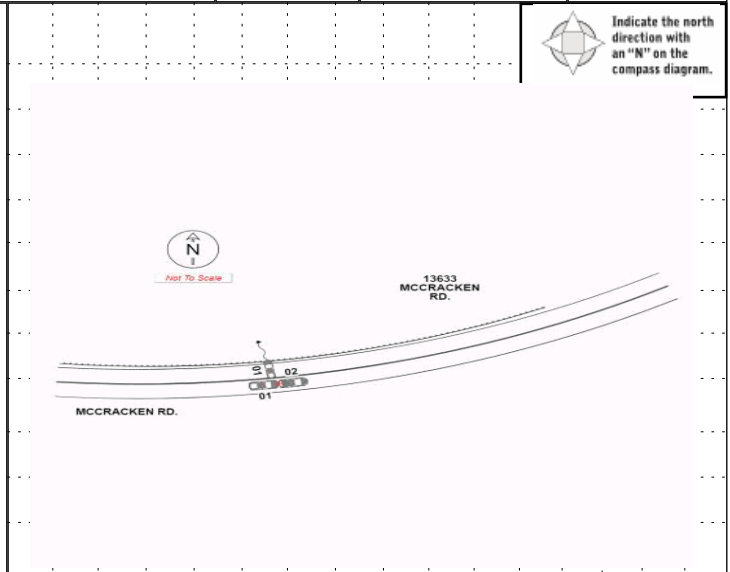 Indicate the north
direction with
an “N” on the
compass diagram.
N
Not To Scale
13633
MCCRACKEN
RD.
01
02
01
MCCRACKEN RD.